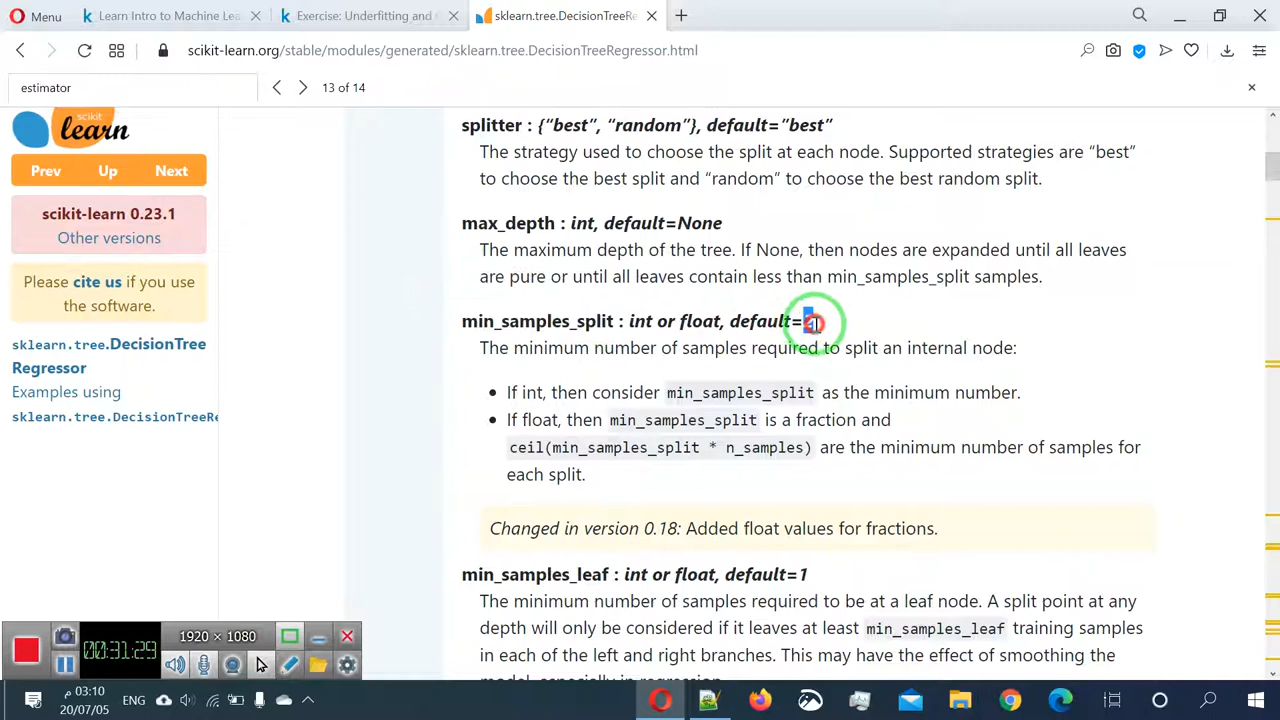 Menu
Learn Intro to Machine Lea
Exercise: Underfitting and
sklearn.tree.DecisionTreeRe
scikit-learn.org/stable/modules/generated/sklearn.tree.DecisionTreeRegressor.html
estimator
13 of 14
scikit
learn
Prev Up Next
scikit-learn 0.23.1
Other versions
Please cite us if you use
the software.
sklearn.tree.DecisionTree
Regressor
Examples using
sklearn.tree.DecisionTreeRe
splitter : {“best”, “random”}, default=”best”
The strategy used to choose the split at each node. Supported strategies are “best”
to choose the best split and “random” to choose the best random split.
max_depth : int, default=None
The maximum depth of the tree. If None, then nodes are expanded until all leaves
are pure or until all leaves contain less than min_samples_split samples.
min_samples_split : int or float, default=
The minimum number of samples required to split an internal node:
• If int, then consider min_samples_split as the minimum number.
• If float, then min_samples_split is a fraction and
ceil(min_samples_split * n_samples) are the minimum number of samples for
each split.
Changed in version 0.18: Added float values for fractions.
min_samples_leaf : int or float, default=1
The minimum number of samples required to be at a leaf node. A split point at any
depth will only be considered if it leaves at least min_samples_leaf training samples
in each of the left and right branches. This may have the effect of smoothing the
model, especially in regression.
1920 × 1080
00:31:29
ENG
03:10 م
20/07/05